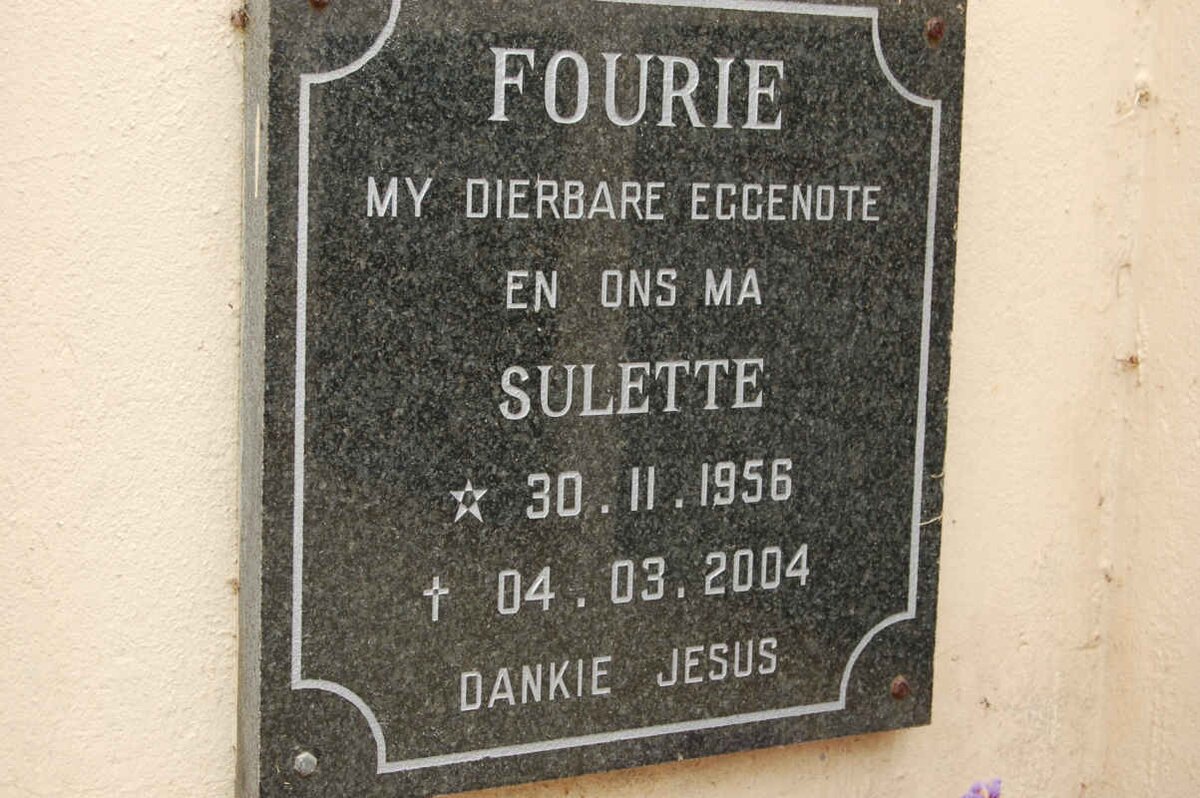 FOURIE
MY DIERBARE EGGENOTE
EN ONS MA
SULETTE
☆ 30.11.1956
† 04.03.2004
DANKIE JESUS